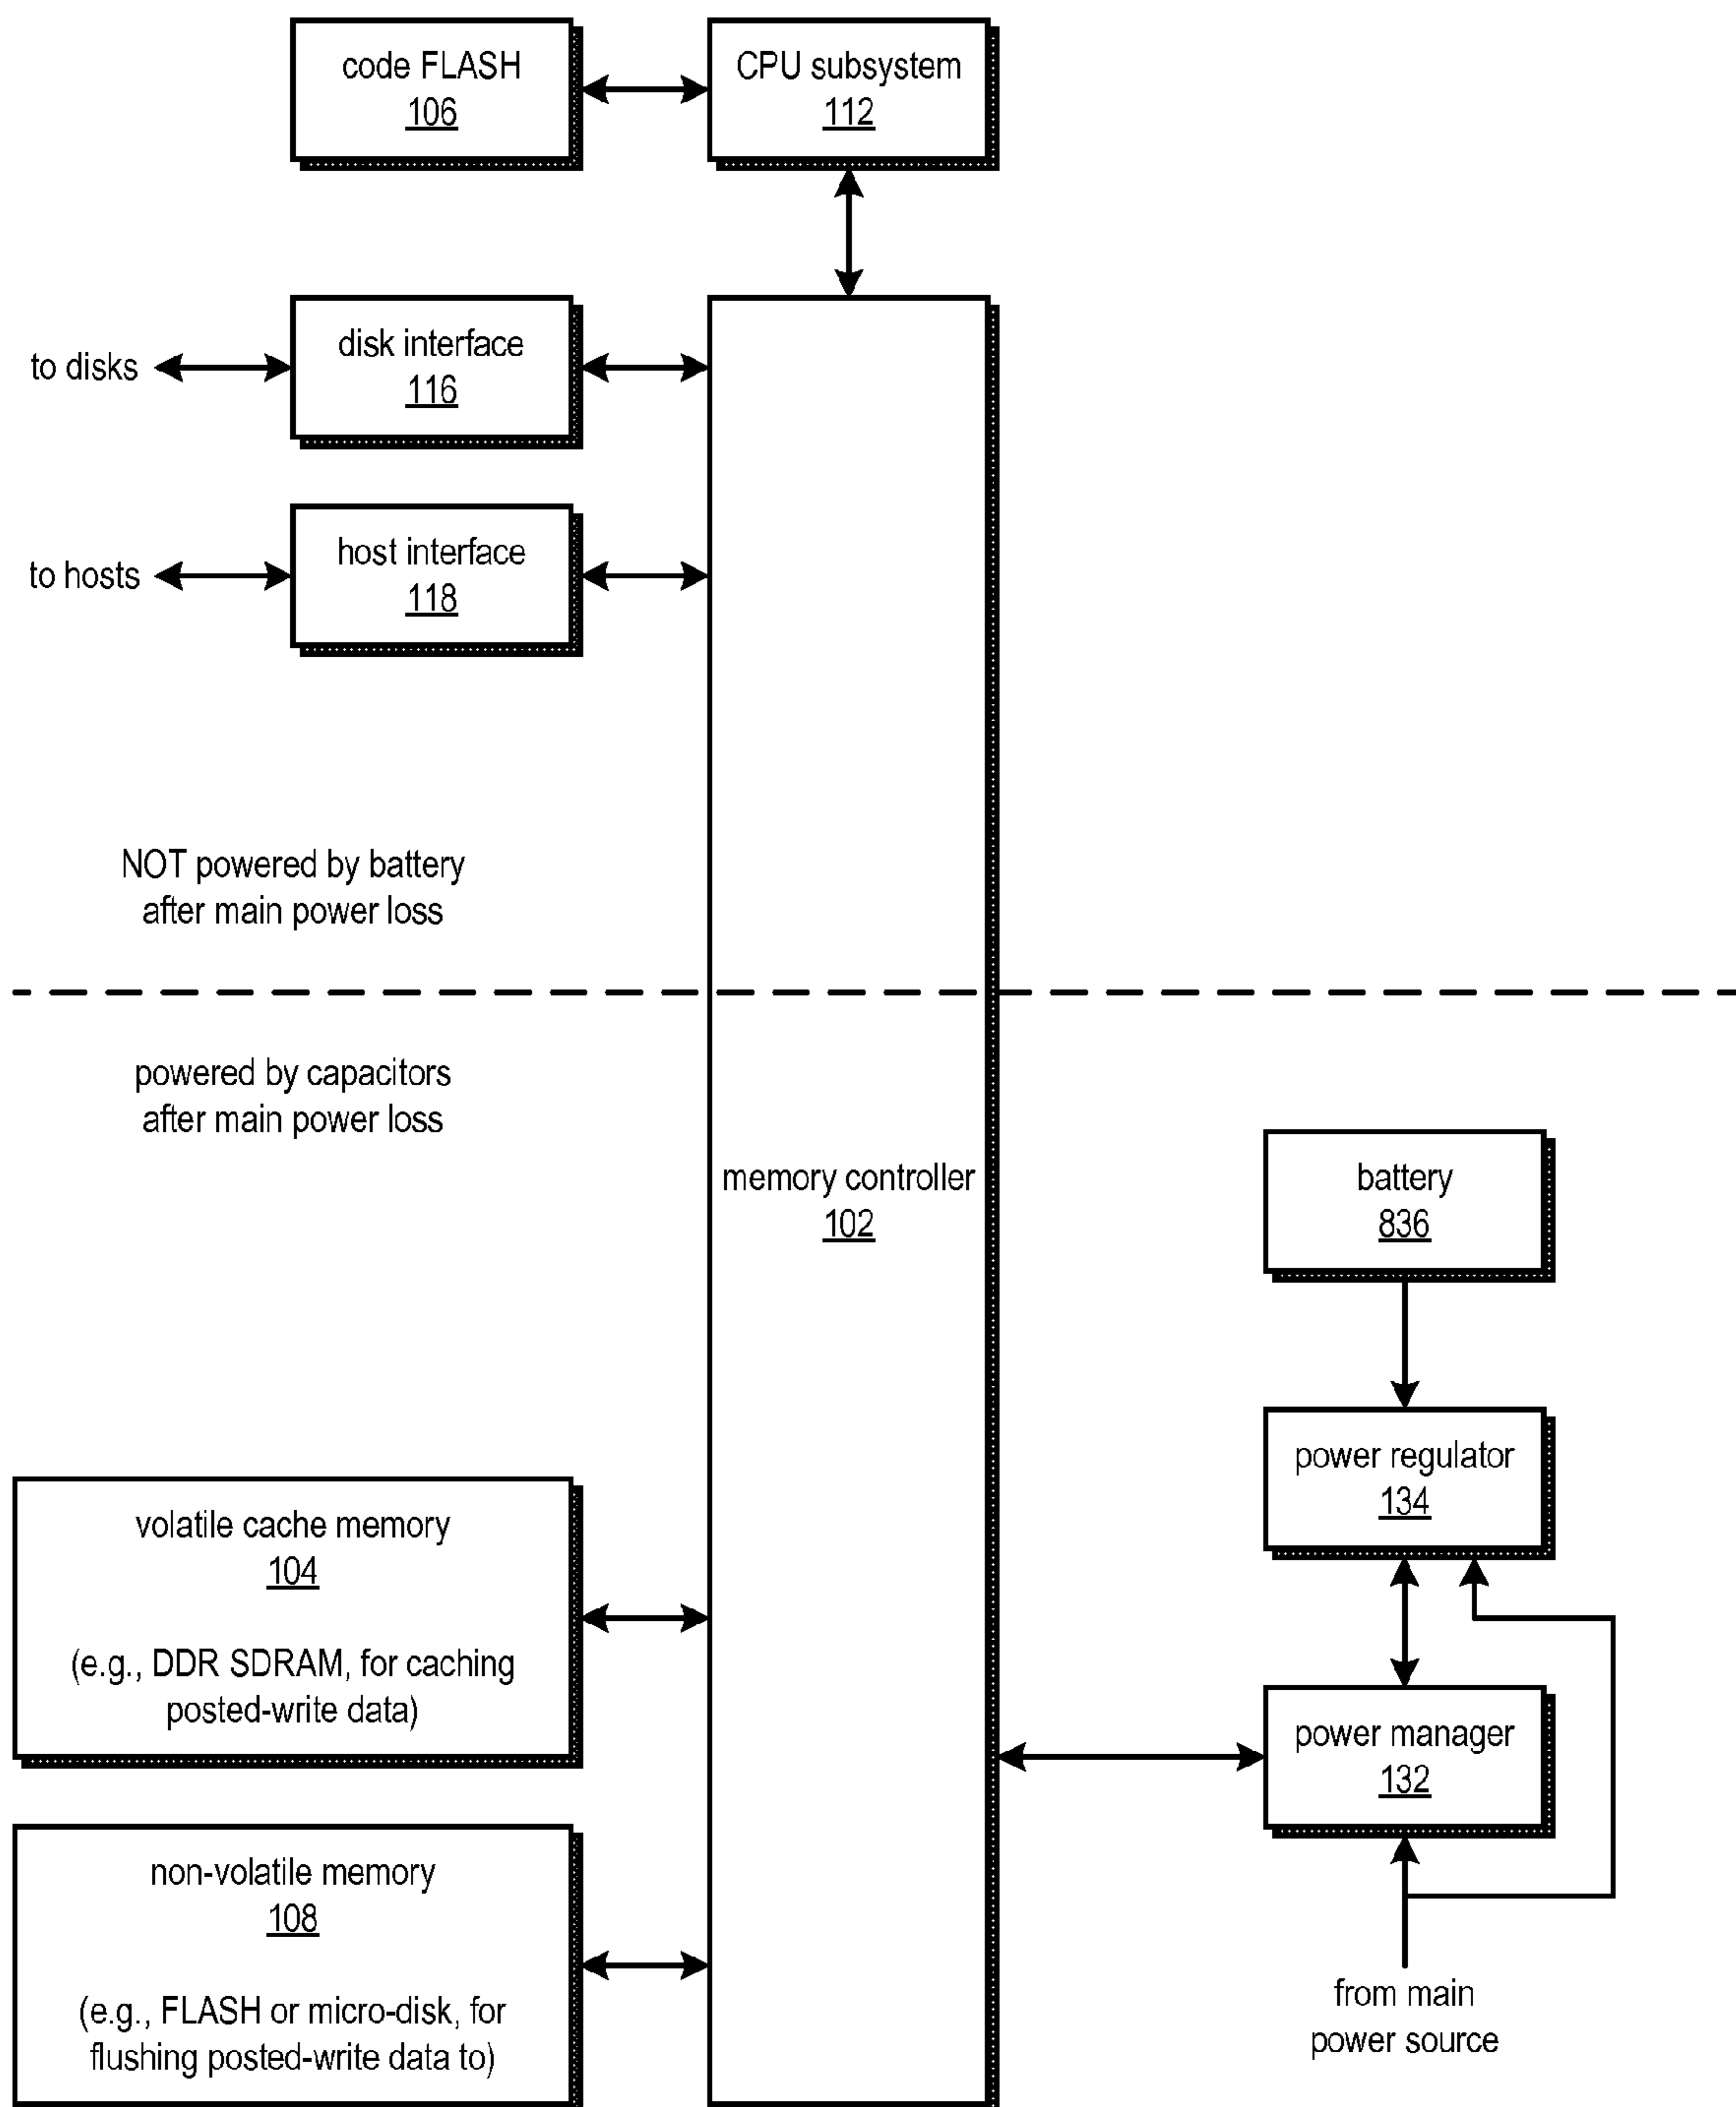 code FLASH
106
CPU subsystem
112
to disks
disk interface
116
to hosts
host interface
118
NOT powered by battery
after main power loss
powered by capacitors
after main power loss
memory controller
102
battery
836
power regulator
134
volatile cache memory
104
(e.g., DDR SDRAM, for caching
posted-write data)
power manager
132
non-volatile memory
108
(e.g., FLASH or micro-disk, for
flushing posted-write data to)
from main
power source